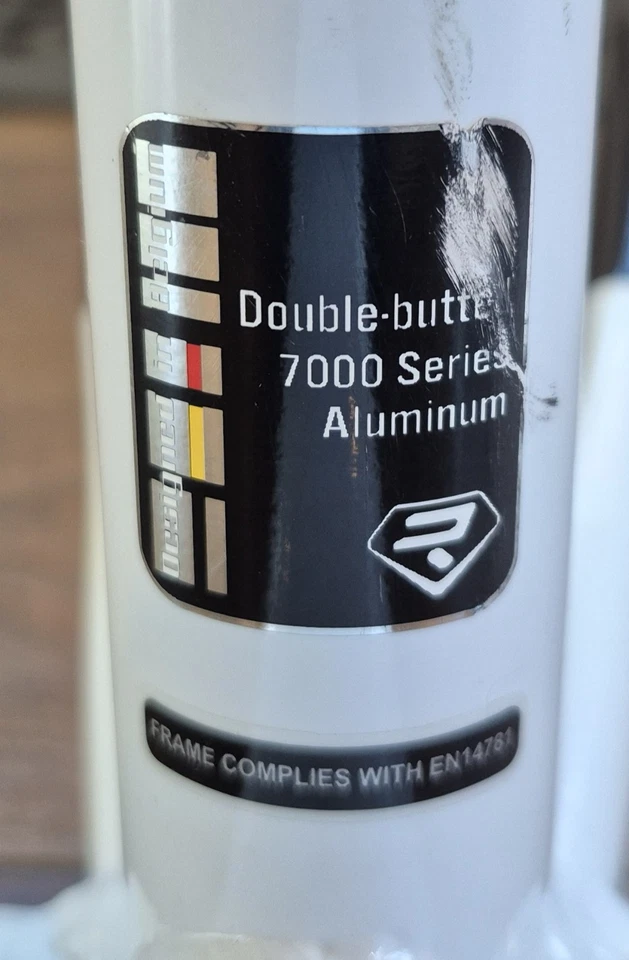 Designed in Belgium
Double-butte
7000 Series
Aluminum
FRAME COMPLIES WITH EN14781